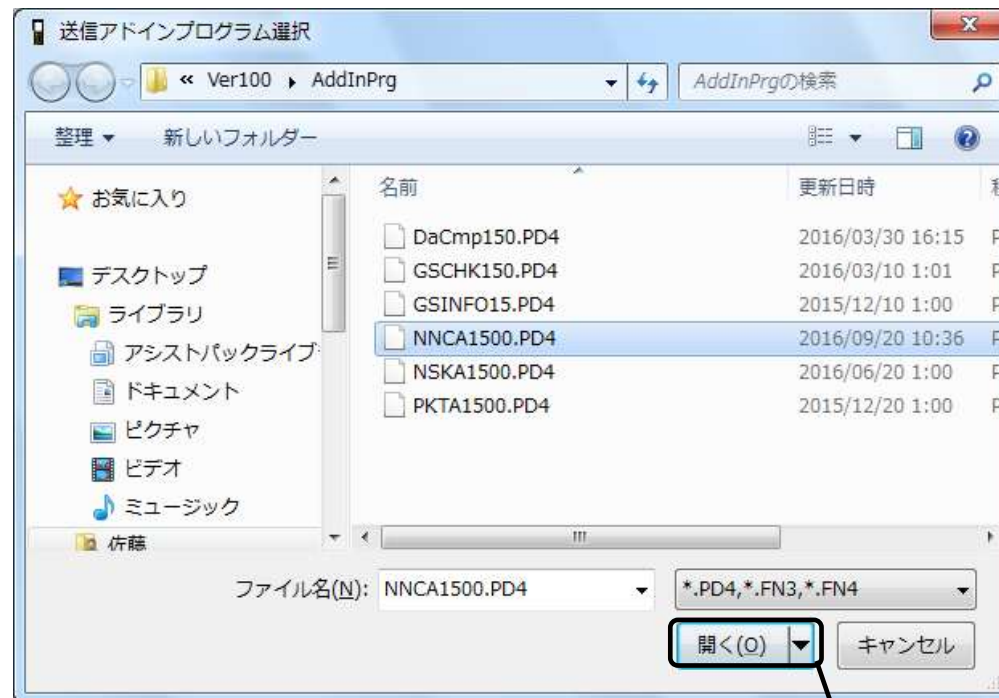 送信アドインプログラム選択
« Ver100 AddInPrg
AddInPrgの検索
整理 新しいフォルダー
名前 更新日時
お気に入り
デスクトップ
ライブラリ
アシストパックライブ
ドキュメント
ピクチャ
ビデオ
ミュージック
佐藤
DaCmp150.PD4 2016/03/30 16:15
GSCHK150.PD4 2016/03/10 1:01
GSINFO15.PD4 2015/12/10 1:00
NNCA1500.PD4 2016/09/20 10:36
NSKA1500.PD4 2016/06/20 1:00
PKTA1500.PD4 2015/12/20 1:00
ファイル名(N): NNCA1500.PD4 *.PD4,*.FN3,*.FN4
開く(O) キャンセル